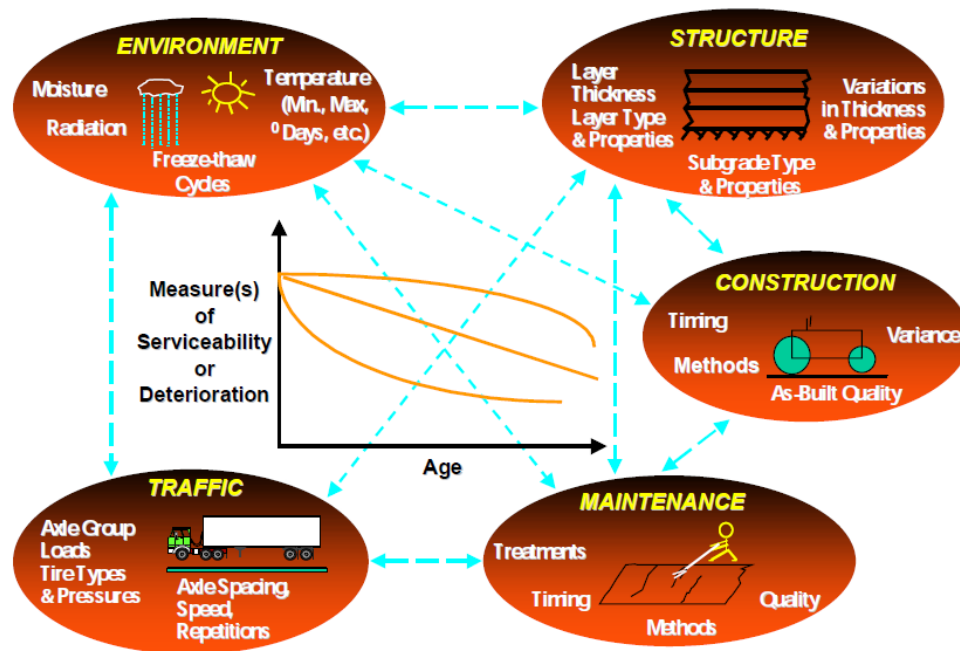 ENVIRONMENT
Moisture
Radiation
Temperature
(Min., Max,
0 Days, etc.)
Freeze-thaw
Cycles
STRUCTURE
Layer
Thickness
Layer Type
& Properties
Variations
in Thickness
& Properties
Subgrade Type
& Properties
Measure(s)
of
Serviceability
or
Deterioration
Age
CONSTRUCTION
Timing
Methods
Variance
As-Built Quality
TRAFFIC
Axle Group
Loads
Tire Types
& Pressures
Axle Spacing,
Speed,
Repetitions
MAINTENANCE
Treatments
Timing
Quality
Methods